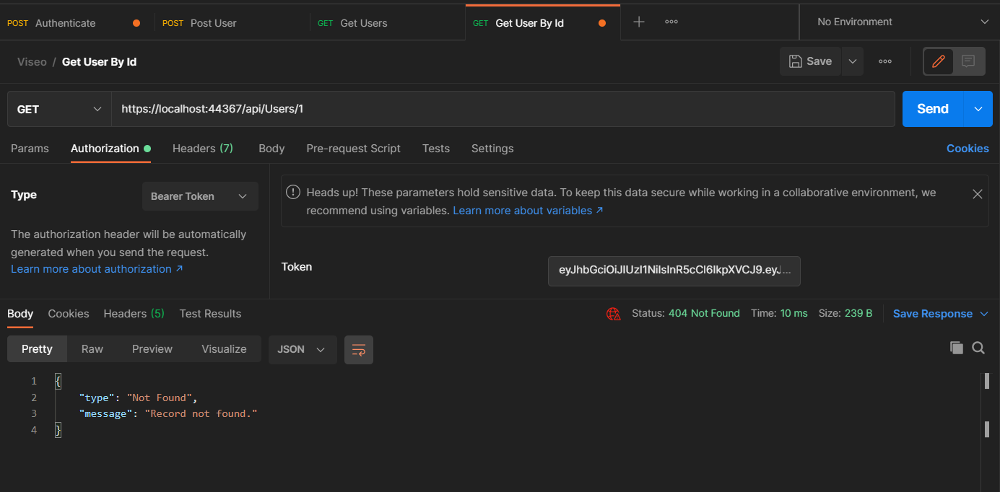 POST Authenticate POST Post User GET Get Users GET Get User By Id No Environment
Viseo / Get User By Id Save
GET https://localhost:44367/api/Users/1 Send
Params Authorization Headers (7) Body Pre-request Script Tests Settings Cookies
Type Bearer Token
The authorization header will be automatically
generated when you send the request.
Learn more about authorization ↗
Heads up! These parameters hold sensitive data. To keep this data secure while working in a collaborative environment, we
recommend using variables. Learn more about variables ↗
Token eyJhbGciOiJIUzI1NiIsInR5cCI6IkpXVCJ9.eyJ...
Body Cookies Headers (5) Test Results Status: 404 Not Found Time: 10 ms Size: 239 B Save Response
Pretty Raw Preview Visualize JSON
1 {
2 "type": "Not Found",
3 "message": "Record not found."
4 }